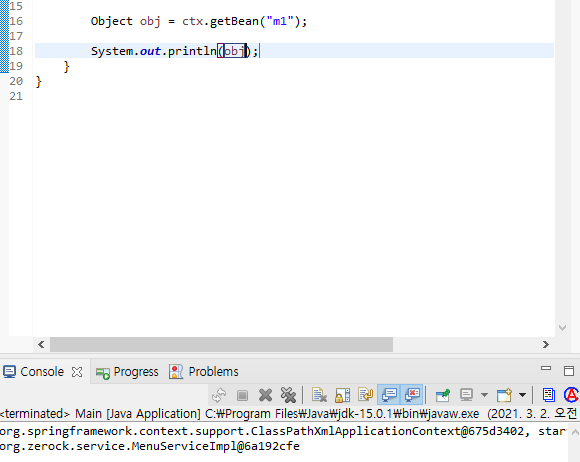 15
16 Object obj = ctx.getBean("m1");
17
18 System.out.println(obj);
19 }
20 }
21
Console Progress Problems
<terminated> Main [Java Application] C:₩Program Files₩Java₩jdk-15.0.1₩bin₩javaw.exe (2021. 3. 2. 오전
org.springframework.context.support.ClassPathXmlApplicationContext@675d3402, star
org.zerock.service.MenuServiceImpl@6a192cfe